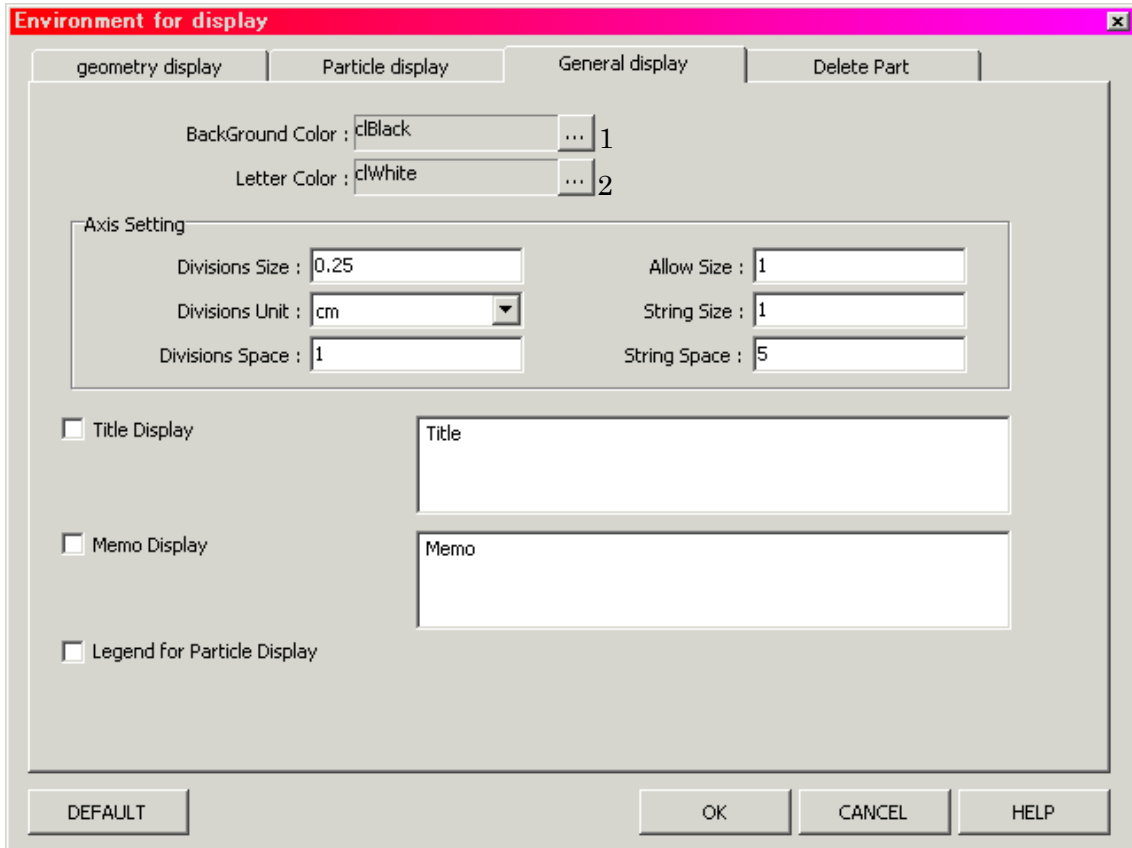 Environment for display
geometry display Particle display General display Delete Part
BackGround Color : clBlack ... 1
Letter Color : clWhite ... 2
Axis Setting
Divisions Size : 0.25 Allow Size : 1
Divisions Unit : cm String Size : 1
Divisions Space : 1 String Space : 5
Title Display Title
Memo Display Memo
Legend for Particle Display
DEFAULT OK CANCEL HELP